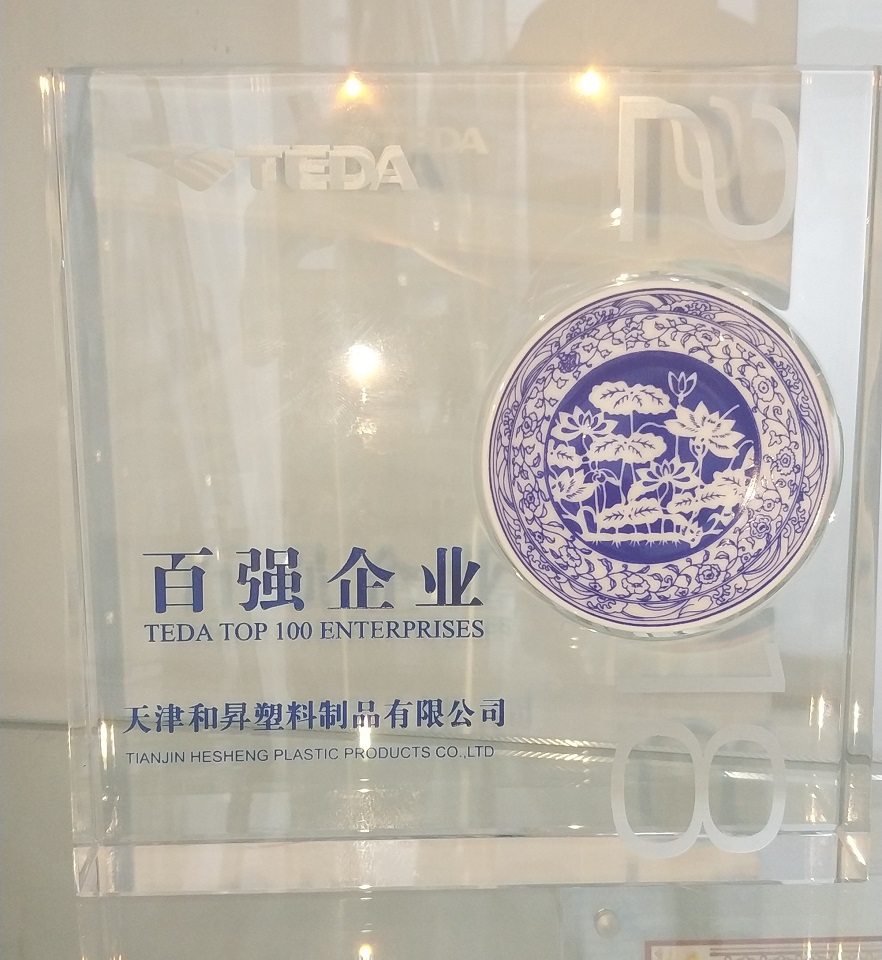 TEDA
百强企业
TEDA TOP 100 ENTERPRISES
天津和昇塑料制品有限公司
TIANJIN HESHENG PLASTIC PRODUCTS CO.,LTD
2018